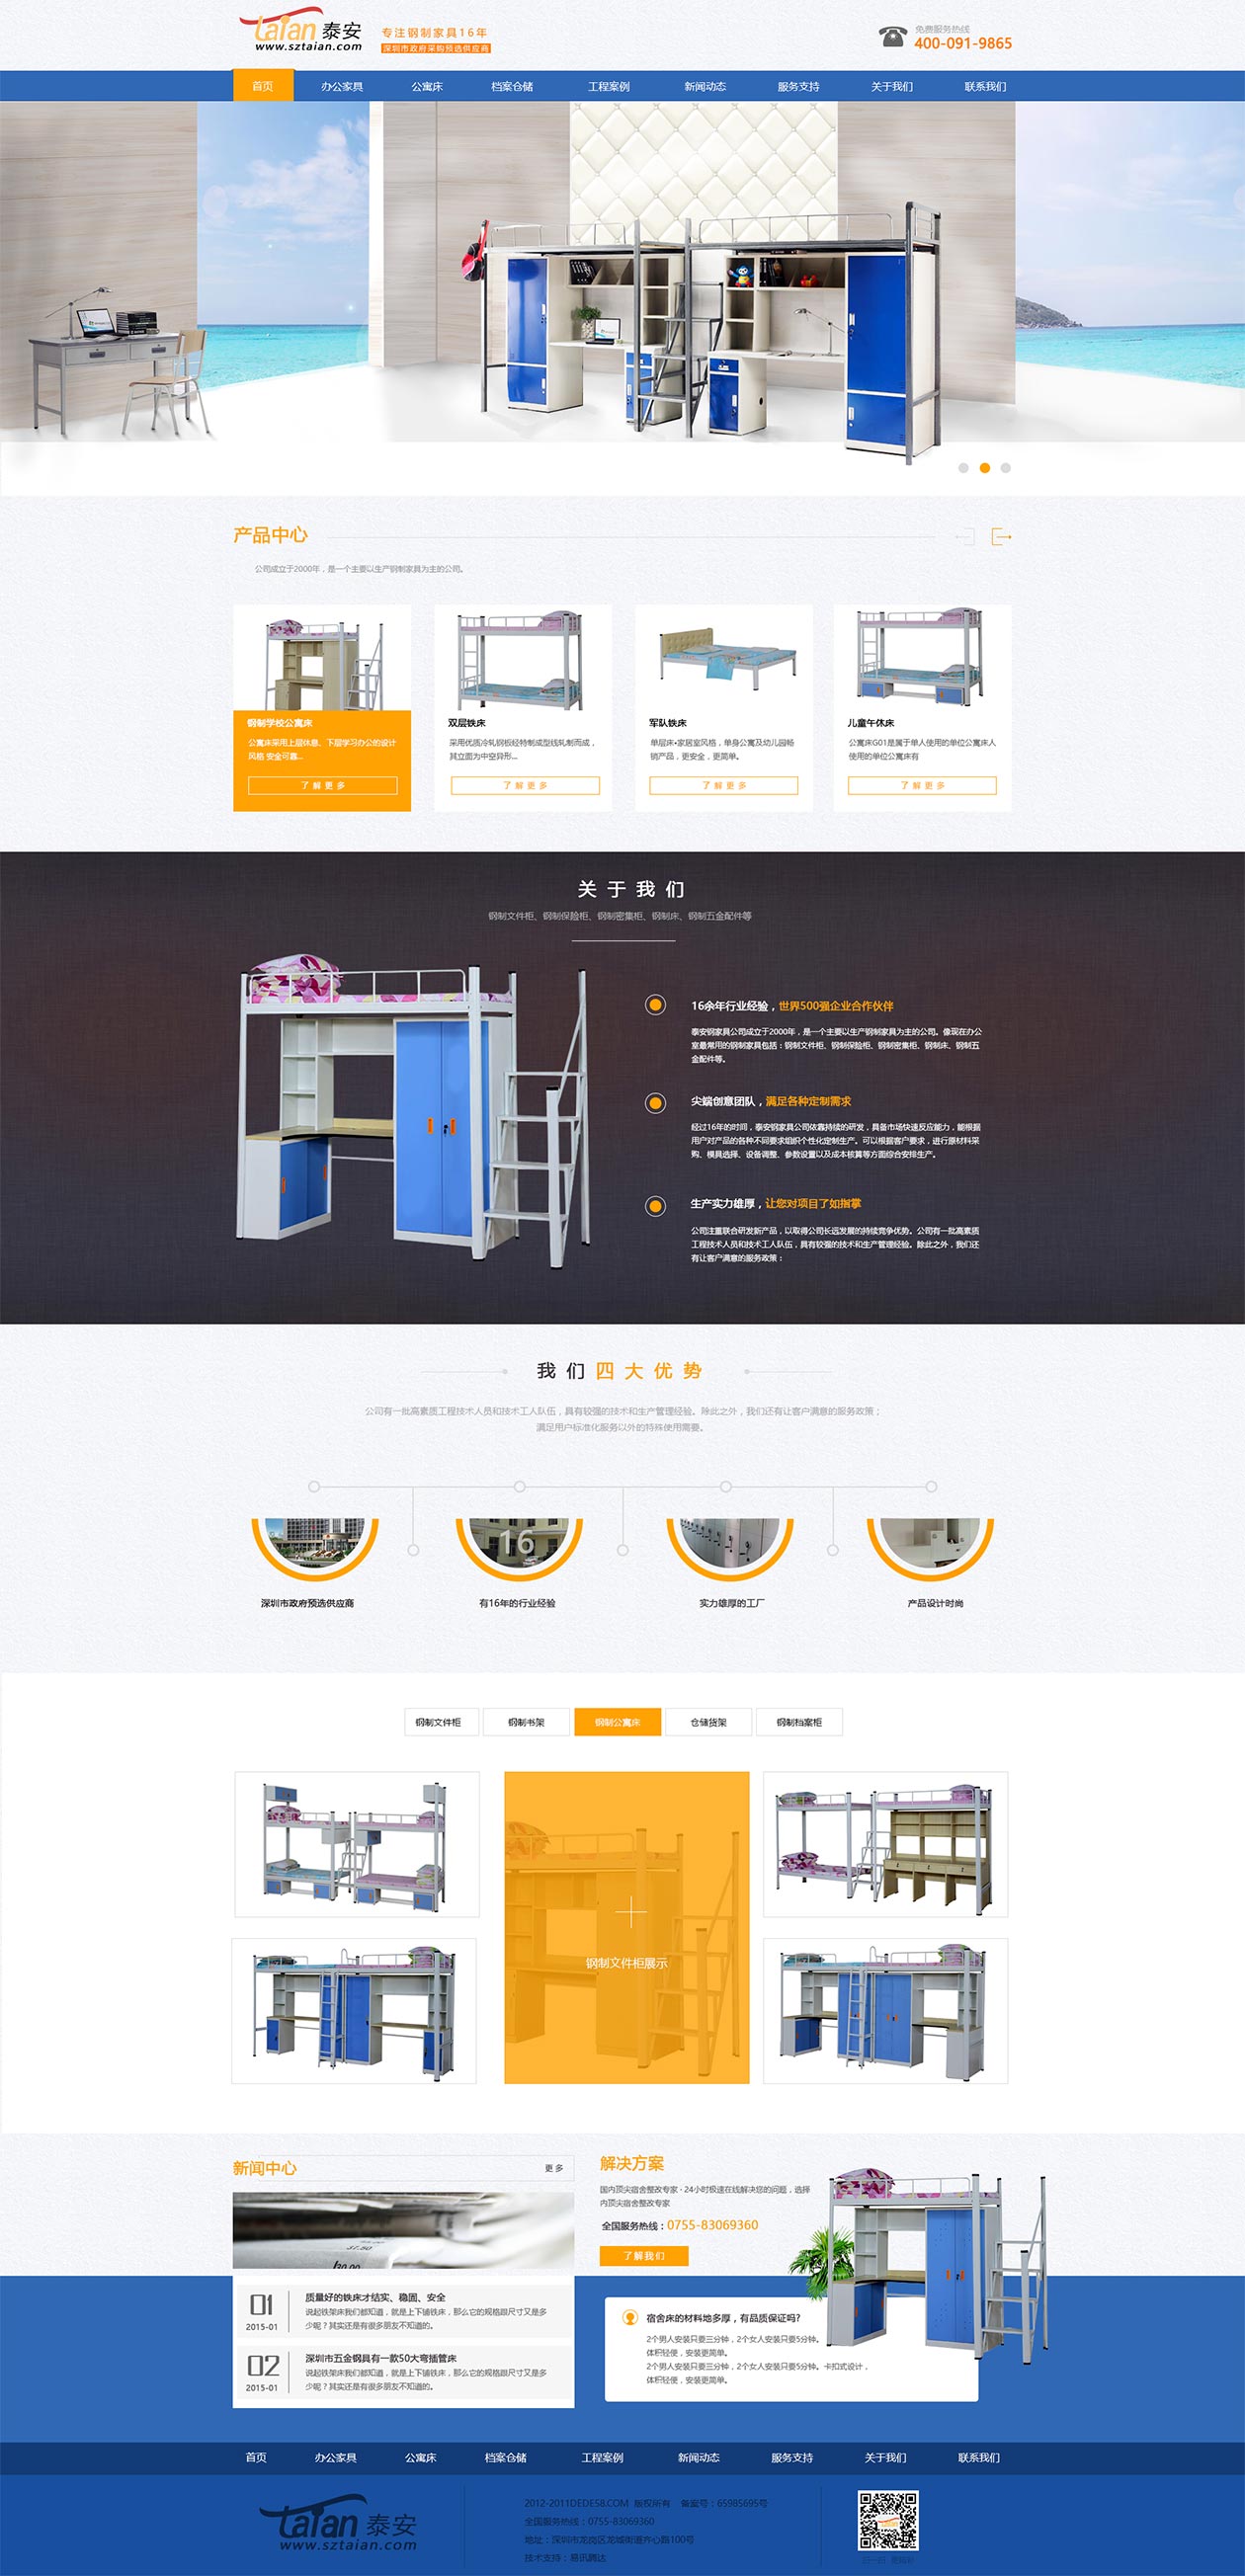 taian 泰安
www.sztaian.com
专注钢制家具16年
深圳市政府采购预选供应商
免费服务热线
400-091-9865
首页 办公家具 公寓床 档案仓储 工程案例 新闻动态 服务支持 关于我们 联系我们
产品中心
公司成立于2000年，是一个主要以生产钢制家具为主的公司。
钢制学校公寓床
公寓床采用上层休息、下层学习办公的设计
风格 安全可靠...
了解更多
双层铁床
采用优质冷轧钢板经特制成型线轧制而成，
其立面为中空异形...
了解更多
军队铁床
单层床•家居室风格，单身公寓及幼儿园畅
销产品，更安全，更简单。
了解更多
儿童午休床
公寓床G01是属于单人使用的单位公寓床人
使用的单位公寓床有
了解更多
关于我们
钢制文件柜、钢制保险柜、钢制密集柜、钢制床、钢制五金配件等
16余年行业经验，世界500强企业合作伙伴
泰安钢家具公司成立于2000年，是一个主要以生产钢制家具为主的公司。像现在办公
室最常用的钢制家具包括：钢制文件柜、钢制保险柜、钢制密集柜、钢制床、钢制五
金配件等。
尖端创意团队，满足各种定制需求
经过16年的时间，泰安钢家具公司依靠持续的研发，具备市场快速反应能力，能根据
用户对产品的各种不同要求组织个性化定制生产。可以根据客户要求，进行原材料采
购、模具选择、设备调整、参数设置以及成本核算等方面综合安排生产。
生产实力雄厚，让您对项目了如指掌
公司注重联合研发新产品，以取得公司长远发展的持续竞争优势。公司有一批高素质
工程技术人员和技术工人队伍，具有较强的技术和生产管理经验。除此之外，我们还
有让客户满意的服务政策：
我们四大优势
公司有一批高素质工程技术人员和技术工人队伍，具有较强的技术和生产管理经验。除此之外，我们还有让客户满意的服务政策；
满足用户标准化服务以外的特殊使用需要。
16
深圳市政府预选供应商
有16年的行业经验
实力雄厚的工厂
产品设计时尚
钢制文件柜 钢制书架 钢制公寓床 仓储货架 钢制档案柜
钢制文件柜展示
新闻中心
更多
01
2015-01
质量好的铁床才结实、稳固、安全
说起铁架床我们都知道，就是上下铺铁床，那么它的规格跟尺寸又是多
少呢？其实还是有很多朋友不知道的。
02
2015-01
深圳市五金钢具有一款50大弯插管床
说起铁架床我们都知道，就是上下铺铁床，那么它的规格跟尺寸又是多
少呢？其实还是有很多朋友不知道的。
解决方案
国内顶尖宿舍整改专家 · 24小时极速在线解决您的问题，选择
内顶尖宿舍整改专家
全国服务热线：0755-83069360
了解我们
宿舍床的材料地多厚，有品质保证吗?
2个男人安装只要三分钟，2个女人安装只要5分钟。
体积轻便，安装更简单。
2个男人安装只要三分钟，2个女人安装只要5分钟。卡扣式设计，
体积轻便，安装更简单。
首页 办公家具 公寓床 档案仓储 工程案例 新闻动态 服务支持 关于我们 联系我们
taian 泰安
www.sztaian.com
2012-2011DEDE58.COM 版权所有 备案号：65985695号
全国服务热线：0755-83069360
地址：深圳市龙岗区龙城街道齐心路100号
技术支持：易讯腾达